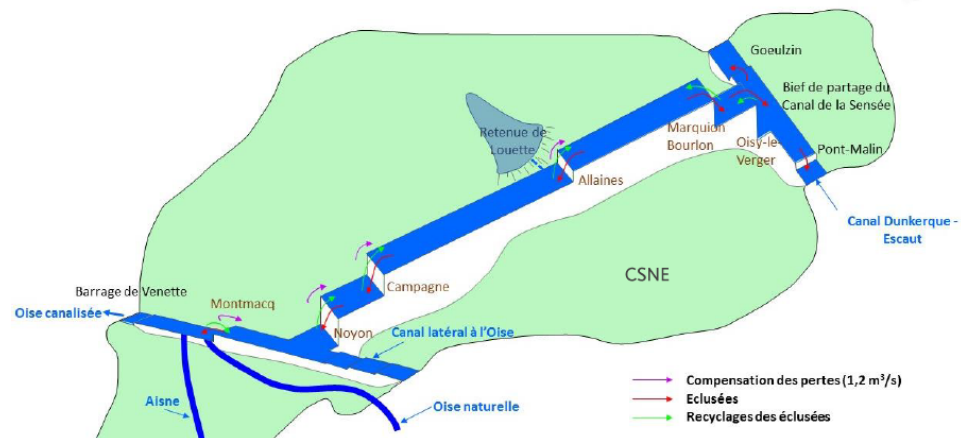 Goeulzin
Bief de partage du
Canal de la Sensée
Retenue de
Louette
Marquion
Bourlon
Oisy-le-
Verger
Pont-Malin
Allaines
Canal Dunkerque -
Escaut
CSNE
Campagne
Barrage de Venette
Montmacq
Oise canalisée
Noyon
Canal latéral à l'Oise
Aisne
Oise naturelle
Compensation des pertes (1,2 m³/s)
Eclusées
Recyclages des éclusées